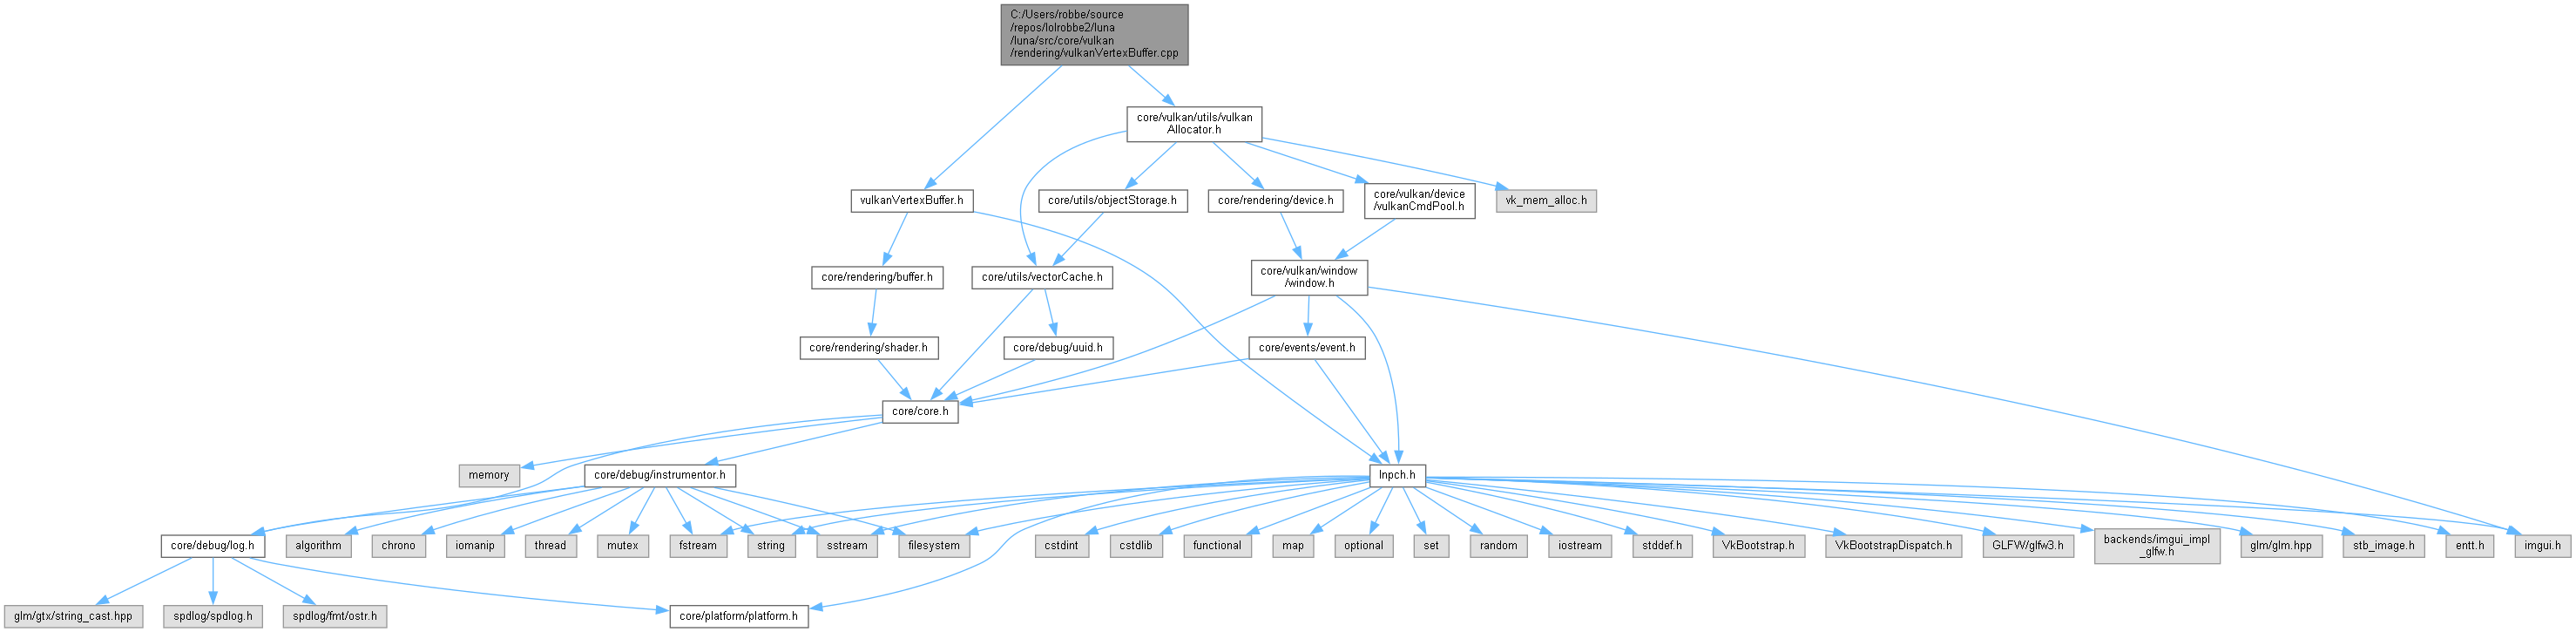 C:/Users/robbe/source
/repos/lolrobbe2/luna
/luna/src/core/vulkan
/rendering/vulkanVertexBuffer.cpp
core/vulkan/utils/vulkan
Allocator.h
vulkanVertexBuffer.h
core/utils/objectStorage.h
core/rendering/device.h
core/vulkan/device
/vulkanCmdPool.h
vk_mem_alloc.h
core/rendering/buffer.h
core/utils/vectorCache.h
core/vulkan/window
/window.h
core/rendering/shader.h
core/debug/uuid.h
core/events/event.h
core/core.h
memory
core/debug/instrumentor.h
lnpch.h
core/debug/log.h
algorithm
chrono
iomanip
thread
mutex
fstream
string
sstream
filesystem
cstdint
cstdlib
functional
map
optional
set
random
iostream
stddef.h
VkBootstrap.h
VkBootstrapDispatch.h
GLFW/glfw3.h
backends/imgui_impl
_glfw.h
glm/glm.hpp
stb_image.h
entt.h
imgui.h
glm/gtx/string_cast.hpp
spdlog/spdlog.h
spdlog/fmt/ostr.h
core/platform/platform.h